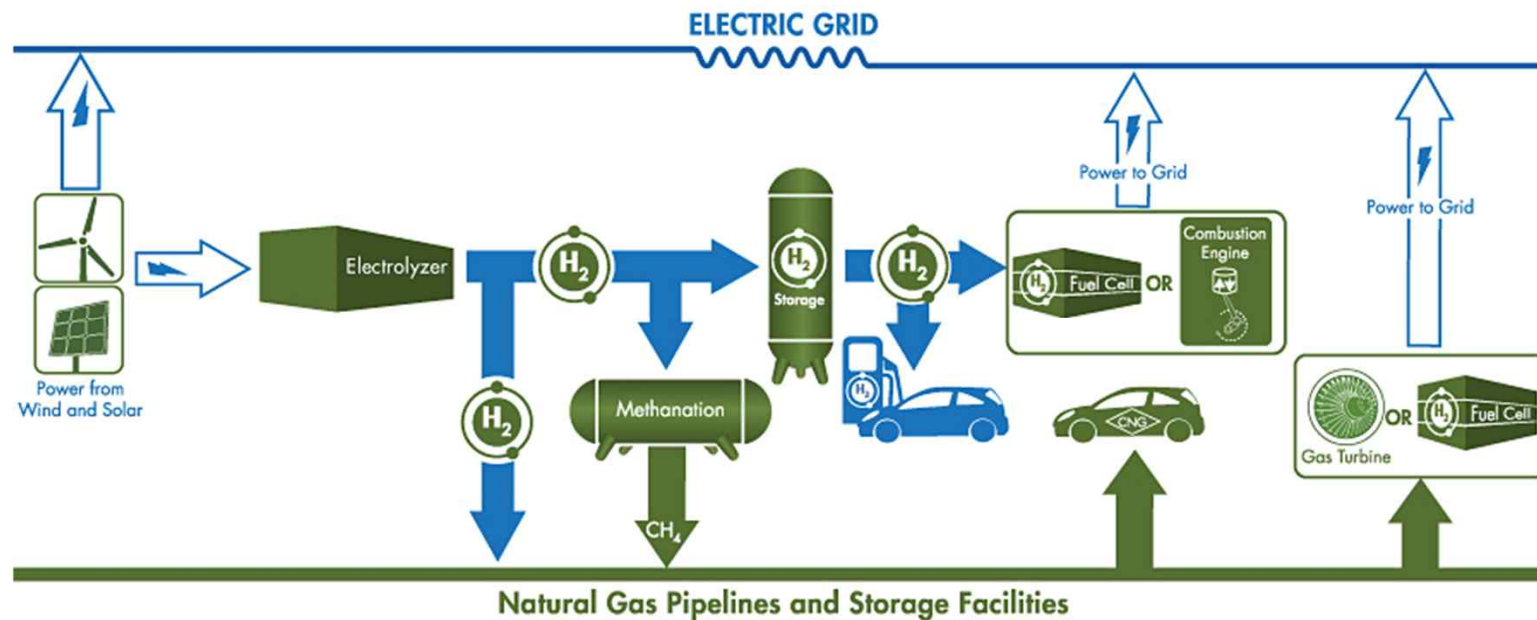 ELECTRIC GRID
Power to Grid
Power to Grid
Combustion
Engine
Electrolyzer
H₂
H₂
Storage
H₂
H₂
Fuel Cell
OR
Power from
Wind and Solar
H₂
Methanation
H₂
CNG
OR
H₂
Fuel Cell
Gas Turbine
CH₄
Natural Gas Pipelines and Storage Facilities